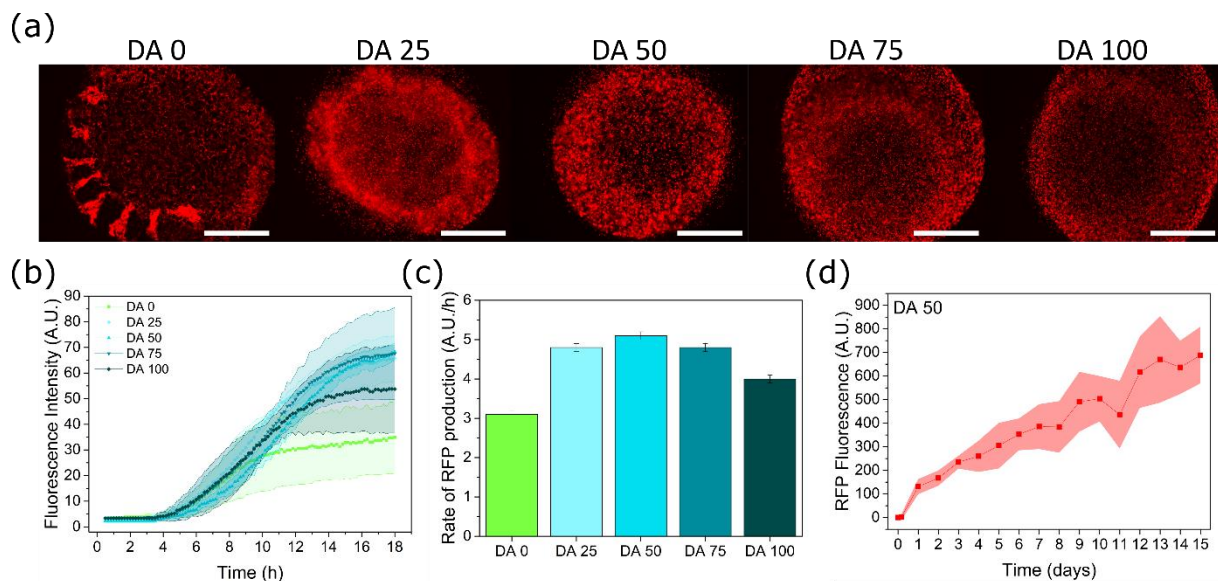 (a)
DA 0 DA 25 DA 50 DA 75 DA 100
(b)
Fluorescence Intensity (A.U.)
90
80
70
60
50
40
30
20
10
0
DA 0
DA 25
DA 50
DA 75
DA 100
0 2 4 6 8 10 12 14 16 18
Time (h)
(c)
Rate of RFP production (A.U./h)
6
5
4
3
2
1
0
DA 0 DA 25 DA 50 DA 75 DA 100
(d)
RFP Fluorescence (A.U.)
900
800
700
600
500
400
300
200
100
0
DA 50
0 1 2 3 4 5 6 7 8 9 10 11 12 13 14 15
Time (days)